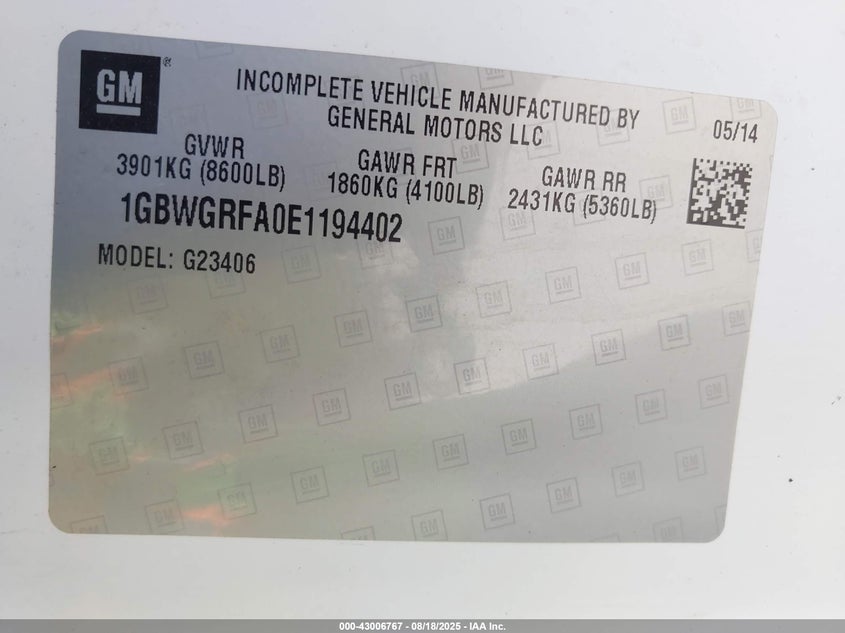 GM
INCOMPLETE VEHICLE MANUFACTURED BY
GENERAL MOTORS LLC
05/14
GVWR
3901KG (8600LB)
GAWR FRT
1860KG (4100LB)
GAWR RR
2431KG (5360LB)
1GBWGRFA0E1194402
MODEL: G23406
000-43006767 - 08/18/2025 - IAA Inc.